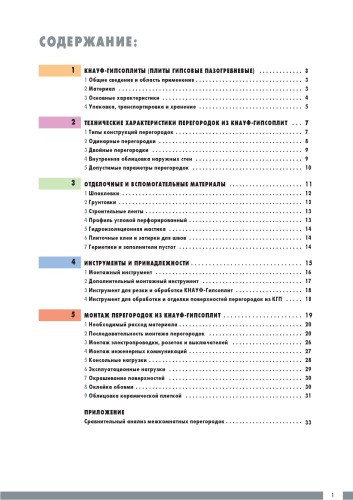 СОДЕРЖАНИЕ:
1 КНАУФ-ГИПСОПЛИТЫ (ПЛИТЫ ГИПСОВЫЕ ПАЗОГРЕБНЕВЫЕ) . . . . . . . . . . . . 3
1 Общие сведения и область применения . . . . . . . . . . . . 3
2 Материал . . . . . . . . . . . . 3
3 Основные характеристики . . . . . . . . . . . . 4
4 Упаковка, транспортировка и хранение . . . . . . . . . . . . 5
2 ТЕХНИЧЕСКИЕ ХАРАКТЕРИСТИКИ ПЕРЕГОРОДОК ИЗ КНАУФ-ГИПСОПЛИТ . . . 7
1 Типы конструкций перегородок . . . . . . . . . . . . 7
2 Одинарные перегородки . . . . . . . . . . . . 8
3 Двойные перегородки . . . . . . . . . . . . 9
4 Внутренняя облицовка наружных стен . . . . . . . . . . . . 9
5 Допустимые параметры перегородок . . . . . . . . . . . . 10
3 ОТДЕЛОЧНЫЕ И ВСПОМОГАТЕЛЬНЫЕ МАТЕРИАЛЫ . . . . . . . . . . . . 11
1 Шпаклевки . . . . . . . . . . . . 12
2 Грунтовки . . . . . . . . . . . . 12
3 Строительные ленты . . . . . . . . . . . . 13
4 Профиль угловой перфорированный . . . . . . . . . . . . 13
5 Гидроизоляционная мастика . . . . . . . . . . . . 14
6 Плиточные клеи и затирки для швов . . . . . . . . . . . . 14
7 Герметики и заполнители пустот . . . . . . . . . . . . 14
4 ИНСТРУМЕНТЫ И ПРИНАДЛЕЖНОСТИ . . . . . . . . . . . . 15
1 Монтажный инструмент . . . . . . . . . . . . 16
2 Дополнительный монтажный инструмент . . . . . . . . . . . . 17
3 Инструмент для резки и обработки КНАУФ-Гипсоплит . . . . . . . . . . . . 18
4 Инструмент для обработки и отделки поверхностей перегородок из КГП . . . . . 18
5 МОНТАЖ ПЕРЕГОРОДОК ИЗ КНАУФ-ГИПСОПЛИТ . . . . . . . . . . . . 19
1 Необходимый расход материала . . . . . . . . . . . . 20
2 Последовательность монтажа перегородок . . . . . . . . . . . . 20
3 Монтаж электропроводки, розеток и выключателей . . . . . . . . . . . . 26
4 Монтаж инженерных коммуникаций . . . . . . . . . . . . 27
5 Консольные нагрузки . . . . . . . . . . . . 28
6 Эксплуатационные нагрузки . . . . . . . . . . . . 29
7 Окрашивание поверхностей . . . . . . . . . . . . 30
8 Оклейка обоями . . . . . . . . . . . . 30
9 Облицовка керамической плиткой . . . . . . . . . . . . 31
ПРИЛОЖЕНИЕ
Сравнительный анализ межкомнатных перегородок . . . . . . . . . . . . 33
1